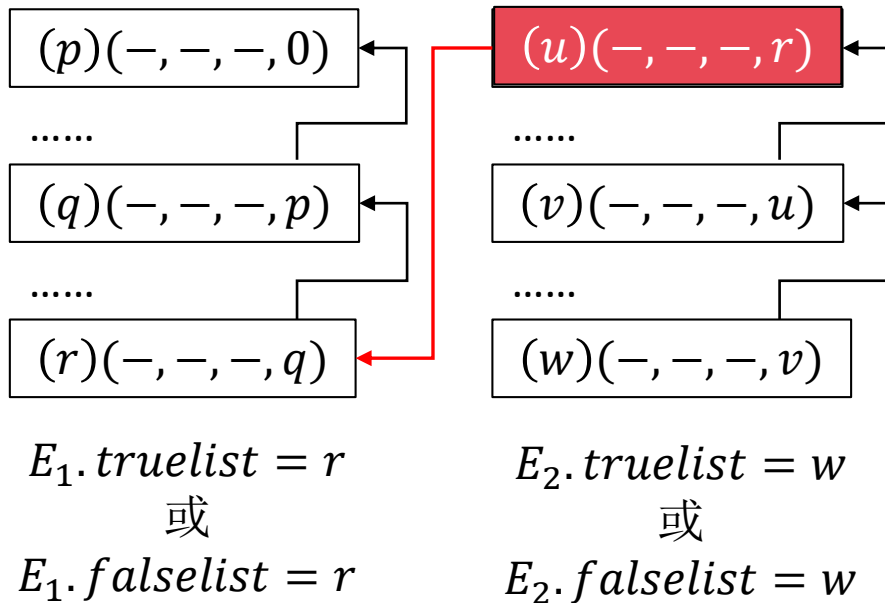 (p)(−, −, −, 0)
……
(q)(−, −, −, p)
……
(r)(−, −, −, q)
E₁. truelist = r
或
E₁. falselist = r
(u)(−, −, −, r)
……
(v)(−, −, −, u)
……
(w)(−, −, −, v)
E₂. truelist = w
或
E₂. falselist = w